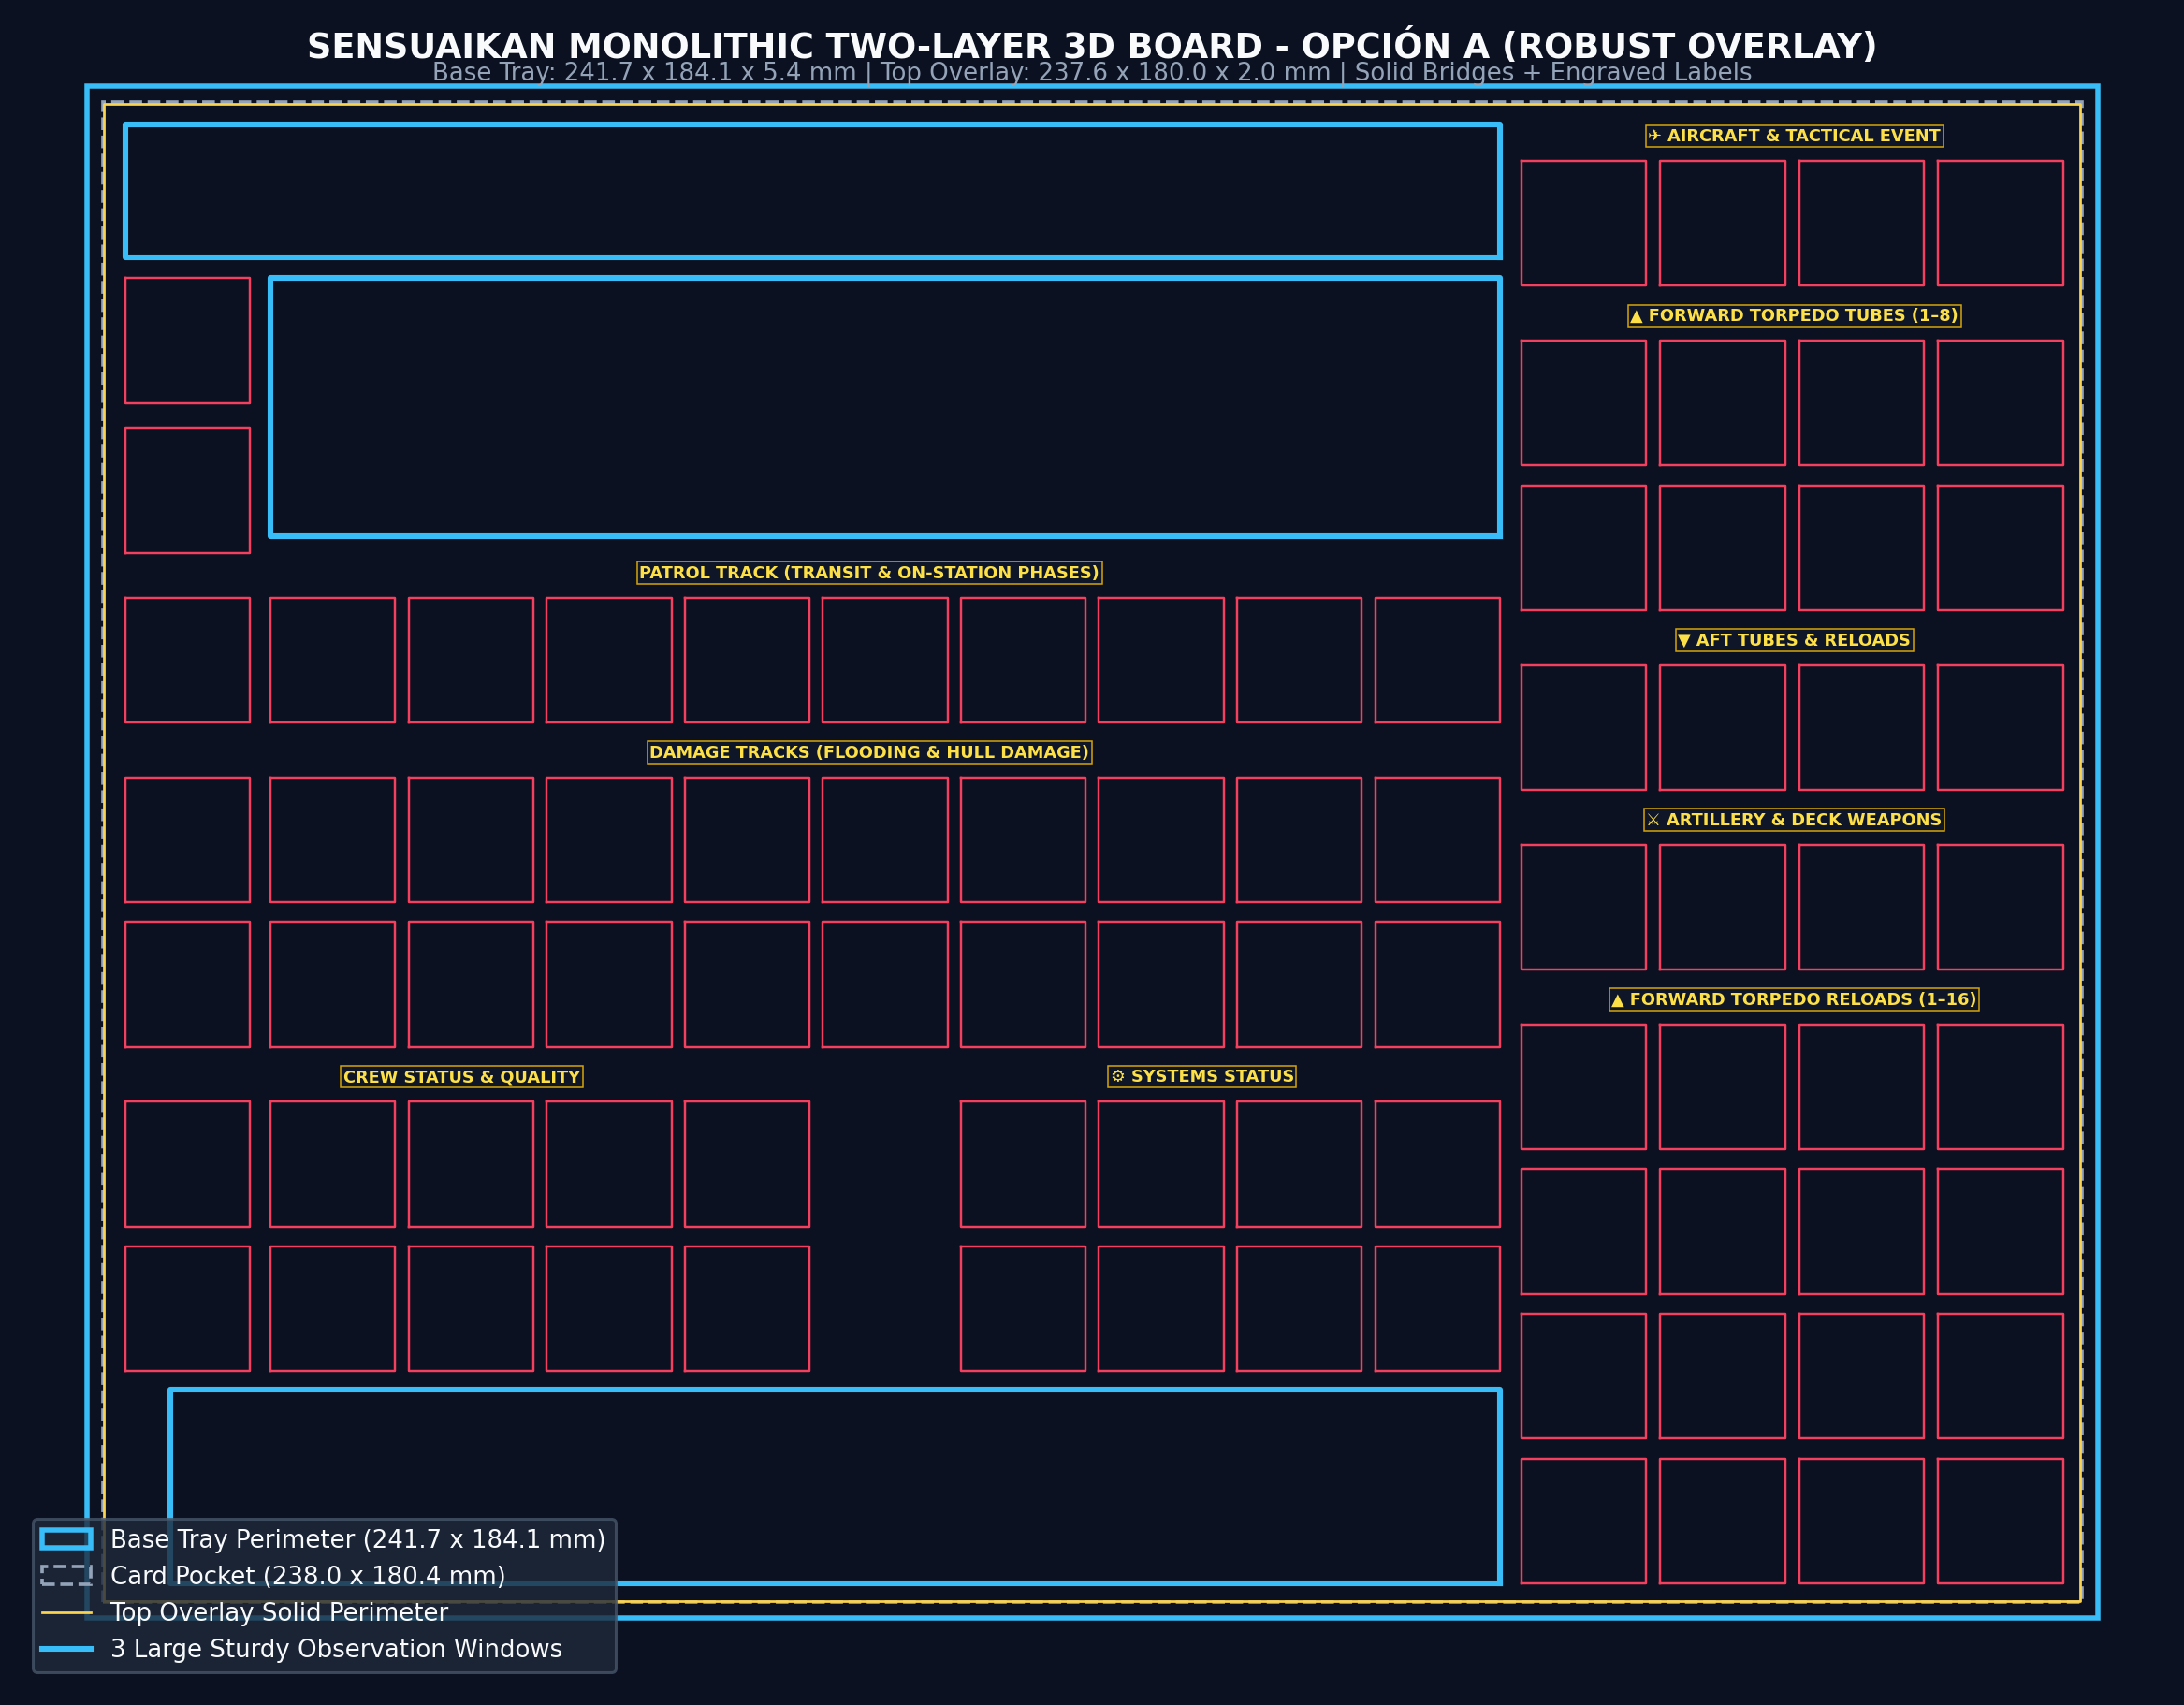 SENSUAIKAN MONOLITHIC TWO-LAYER 3D BOARD - OPCIÓN A (ROBUST OVERLAY)
Base Tray: 241.7 x 184.1 x 5.4 mm | Top Overlay: 237.6 x 180.0 x 2.0 mm | Solid Bridges + Engraved Labels
✈ AIRCRAFT & TACTICAL EVENT
▲ FORWARD TORPEDO TUBES (1–8)
PATROL TRACK (TRANSIT & ON-STATION PHASES)
▼ AFT TUBES & RELOADS
DAMAGE TRACKS (FLOODING & HULL DAMAGE)
⚔ ARTILLERY & DECK WEAPONS
▲ FORWARD TORPEDO RELOADS (1–16)
CREW STATUS & QUALITY
⚙ SYSTEMS STATUS
Base Tray Perimeter (241.7 x 184.1 mm)
Card Pocket (238.0 x 180.4 mm)
Top Overlay Solid Perimeter
3 Large Sturdy Observation Windows